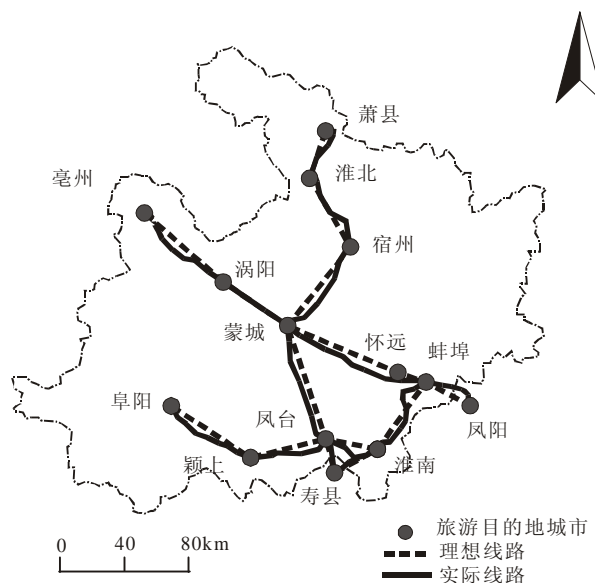 萧县
淮北
亳州
宿州
涡阳
蒙城
怀远
蚌埠
阜阳
凤台
凤阳
颍上
淮南
寿县
旅游目的地城市
理想线路
实际线路
0 40 80km